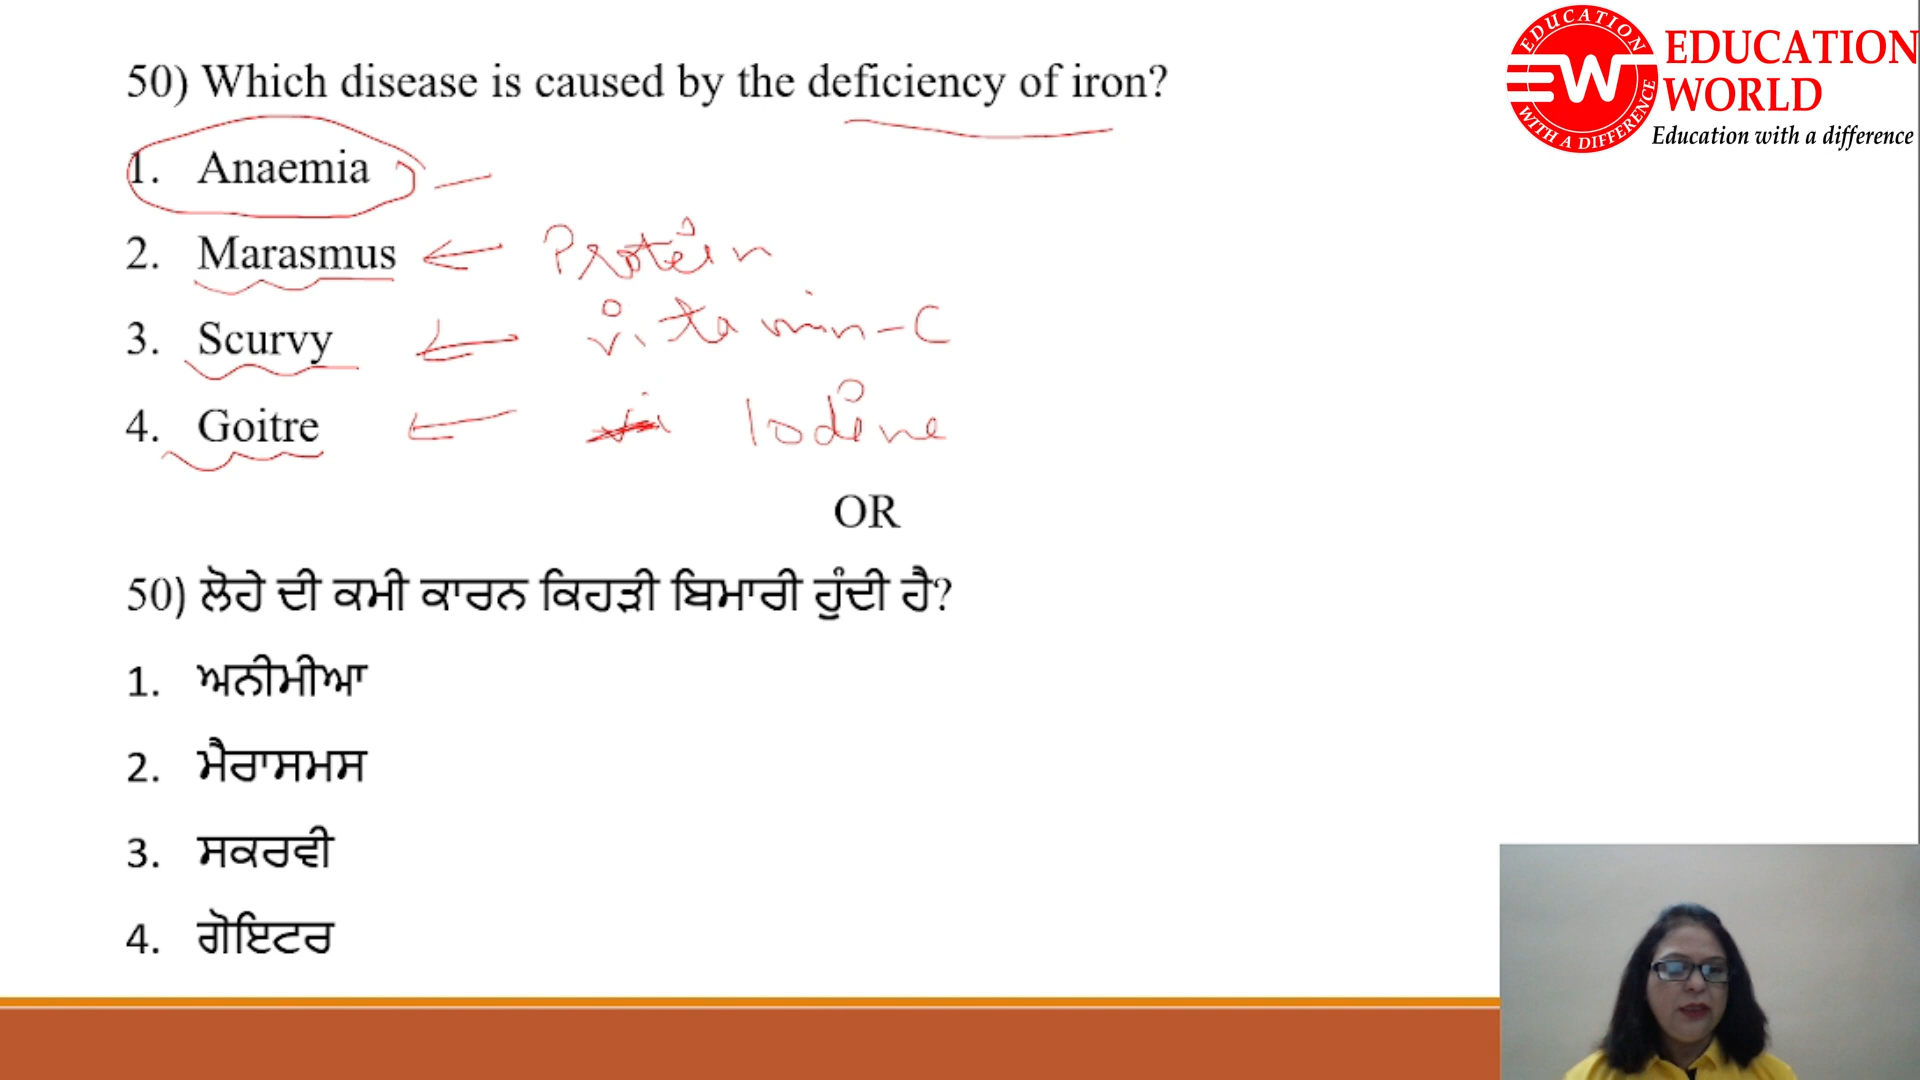 50) Which disease is caused by the deficiency of iron?
1. Anaemia
2. Marasmus Protein
3. Scurvy vitamin-C
4. Goitre Iodine
OR
50) ਲੋਹੇ ਦੀ ਕਮੀ ਕਾਰਨ ਕਿਹੜੀ ਬਿਮਾਰੀ ਹੁੰਦੀ ਹੈ?
1. ਅਨੀਮੀਆ
2. ਮੈਰਾਸਮਸ
3. ਸਕਰਵੀ
4. ਗੋਇਟਰ
EDUCATION
EW
WITH A DIFFERENCE
EDUCATION
WORLD
Education with a difference